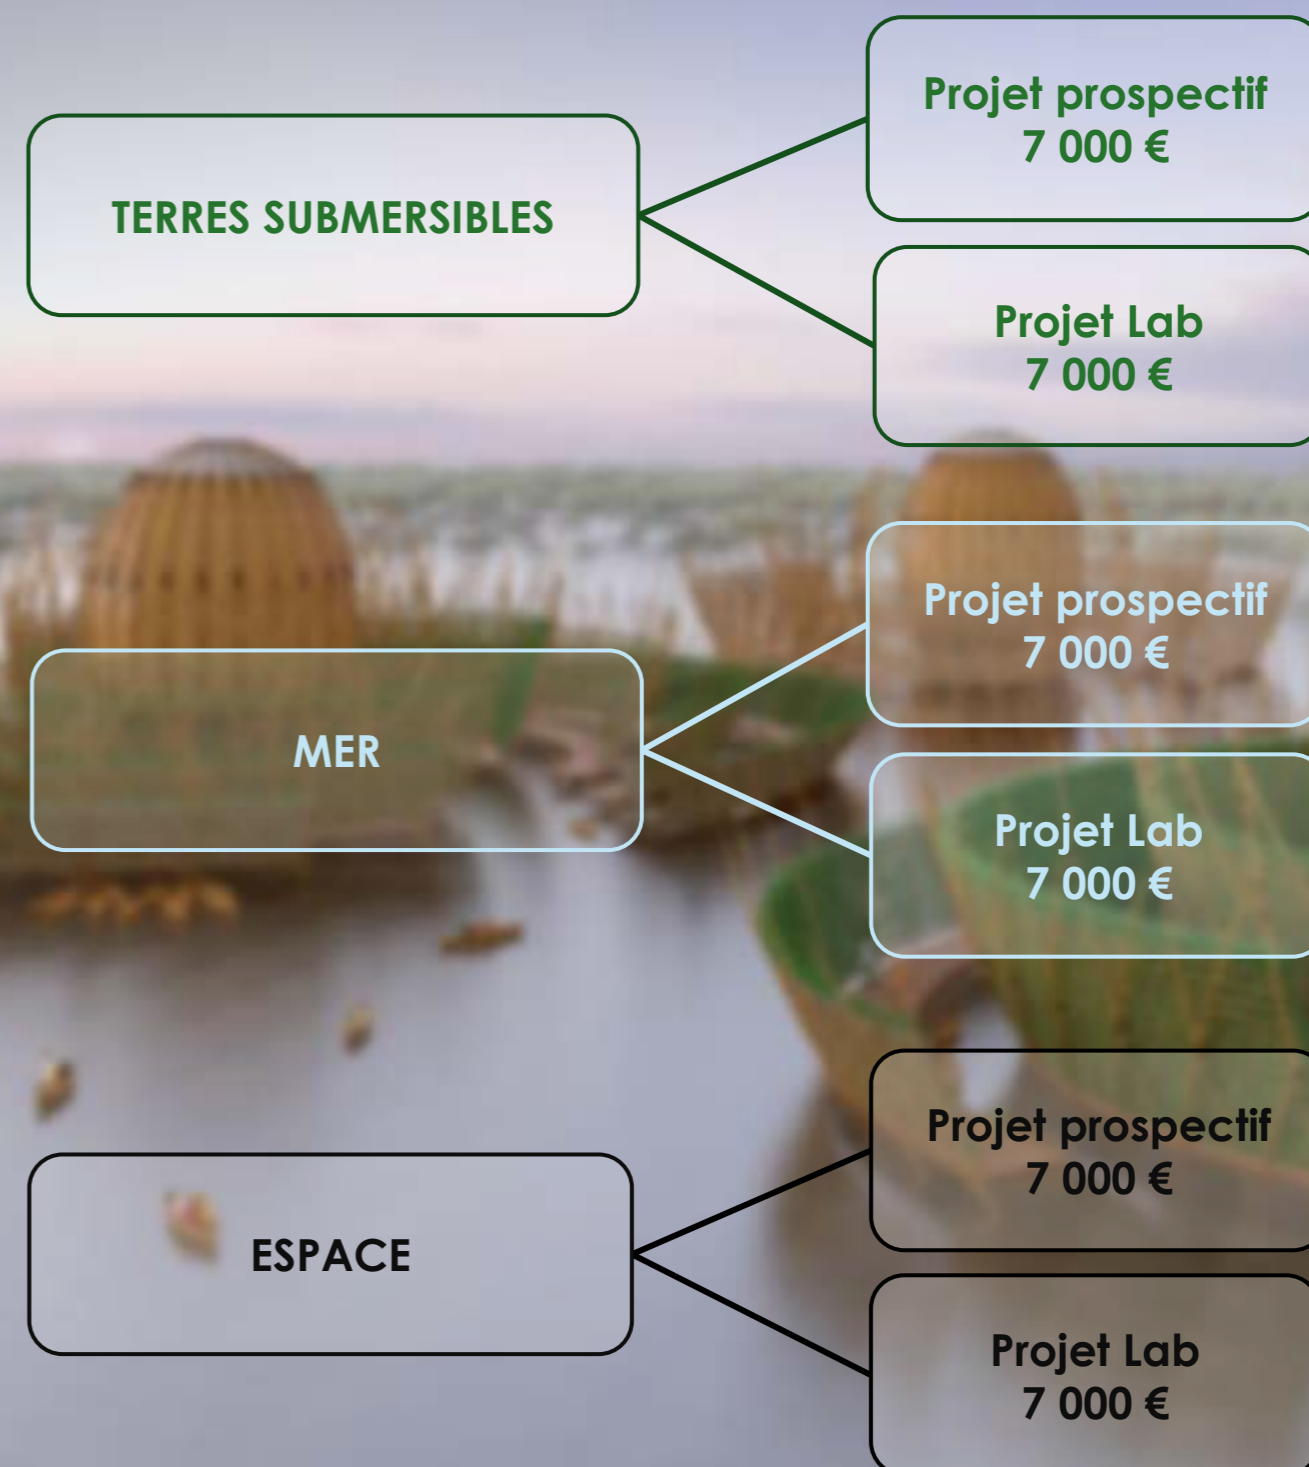 TERRES SUBMERSIBLES
Projet prospectif
7 000 €
Projet Lab
7 000 €
MER
Projet prospectif
7 000 €
Projet Lab
7 000 €
ESPACE
Projet prospectif
7 000 €
Projet Lab
7 000 €